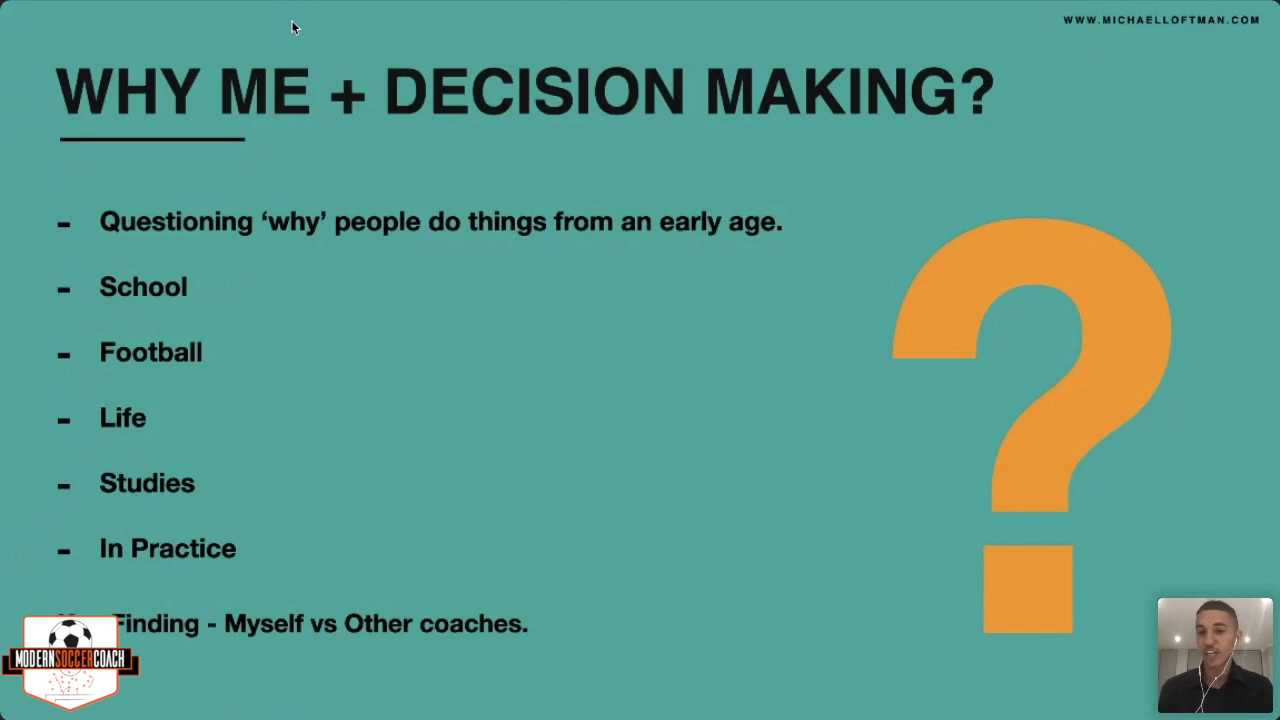 WWW.MICHAELLOFTMAN.COM
WHY ME + DECISION MAKING?
- Questioning ‘why’ people do things from an early age.
- School
- Football
- Life
- Studies
- In Practice
Finding - Myself vs Other coaches.
MODERNSOCCERCOACH